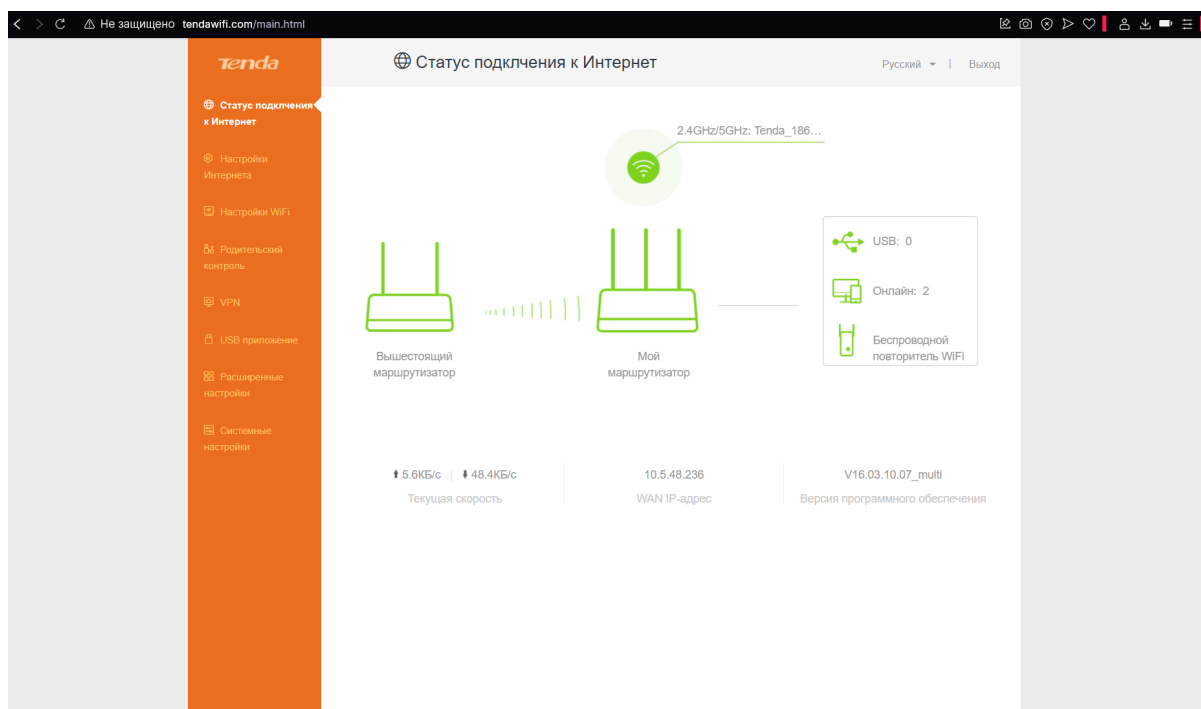 Не защищено tendawifi.com/main.html
Tenda
Статус подклчения к Интернет
Русский | Выход
Статус подклчения
к Интернет
Настройки
Интернета
Настройки WiFi
Родительский
контроль
VPN
USB приложение
Расширенные
настройки
Системные
настройки
2.4GHz/5GHz: Tenda_186...
USB: 0
Онлайн: 2
Беспроводной
повторитель WiFi
Вышестоящий
маршрутизатор
Мой
маршрутизатор
5.6КБ/с | 48.4КБ/с
Текущая скорость
10.5.48.236
WAN IP-адрес
V16.03.10.07_multi
Версия программного обеспечения